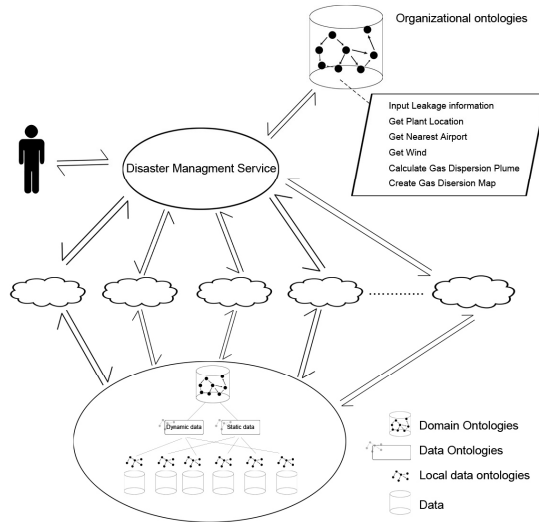 Organizational ontologies
Input Leakage information
Get Plant Location
Get Nearest Airport
Get Wind
Calculate Gas Dispersion Plume
Create Gas Disersion Map
Disaster Managment Service
Dynamic data
Static data
Domain Ontologies
Data Ontologies
Local data ontologies
Data